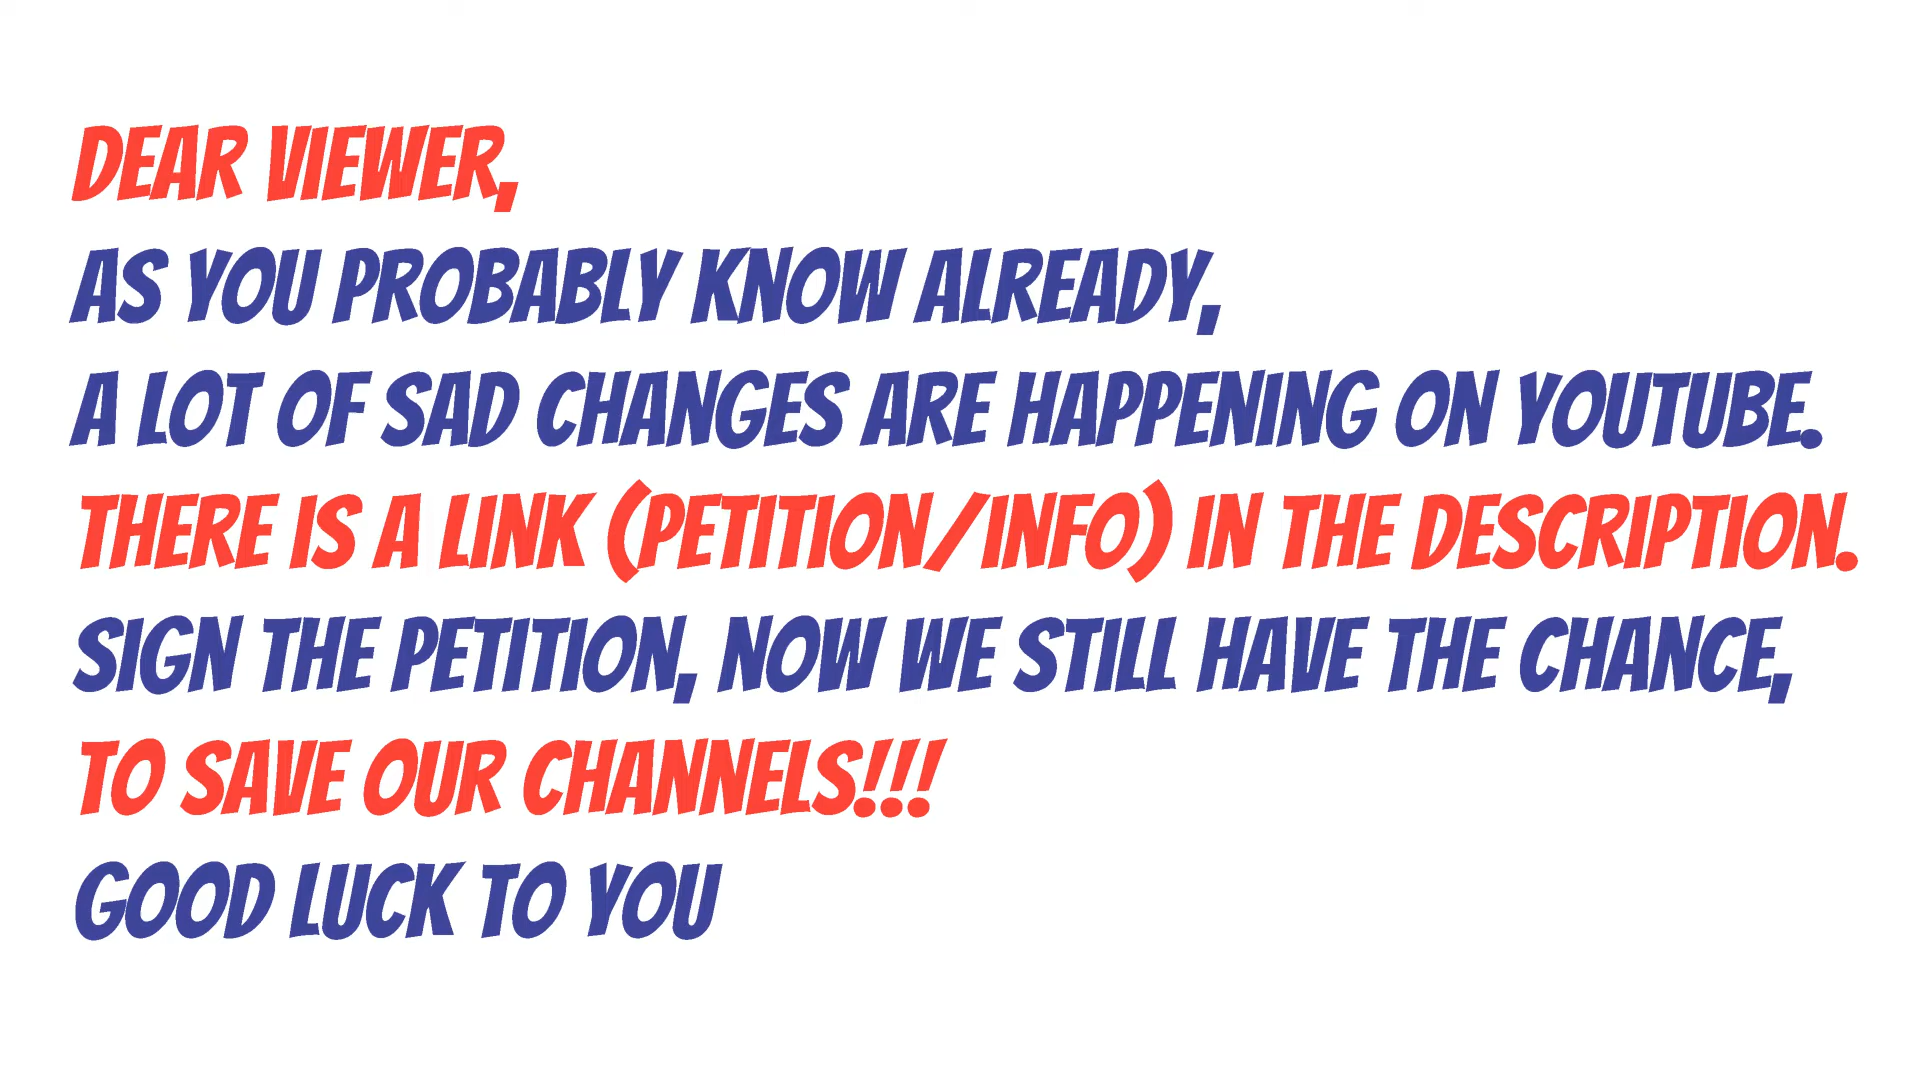 DEAR VIEWER,
AS YOU PROBABLY KNOW ALREADY,
A LOT OF SAD CHANGES ARE HAPPENING ON YOUTUBE.
THERE IS A LINK (PETITION/INFO) IN THE DESCRIPTION.
SIGN THE PETITION, NOW WE STILL HAVE THE CHANCE,
TO SAVE OUR CHANNELS!!!
GOOD LUCK TO YOU